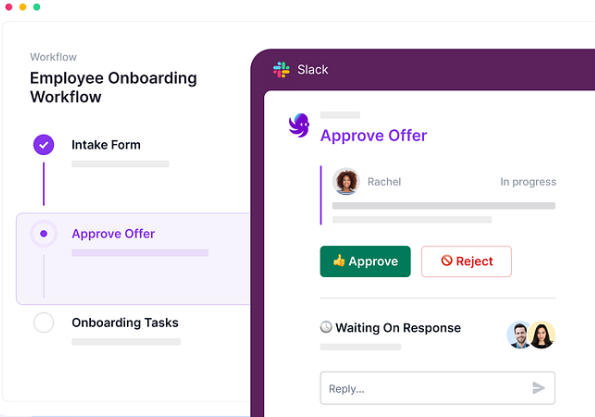 Workflow
Employee Onboarding
Workflow
Intake Form
Approve Offer
Onboarding Tasks
Slack
Approve Offer
Rachel
In progress
👍 Approve
🚫 Reject
🕒 Waiting On Response
Reply...